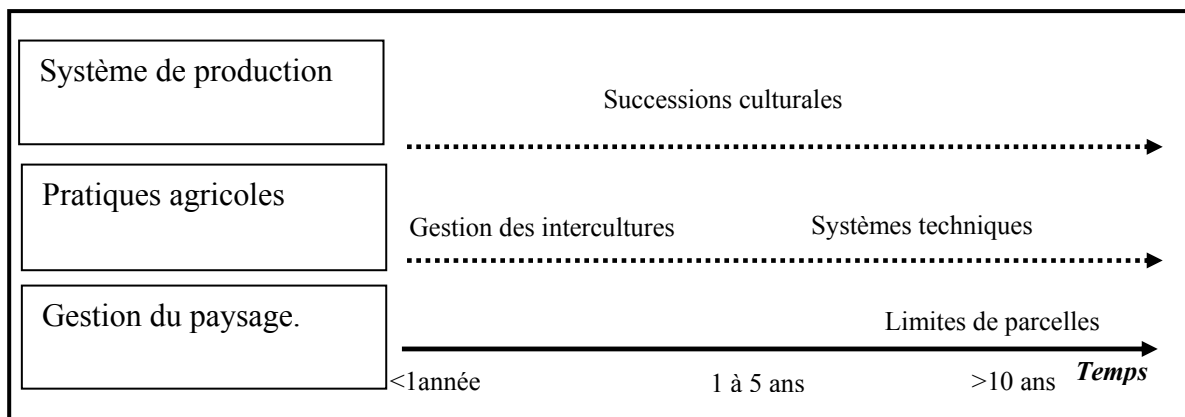 Système de production
Successions culturales
Pratiques agricoles
Gestion des intercultures
Systèmes techniques
Gestion du paysage.
Limites de parcelles
<1année
1 à 5 ans
>10 ans
Temps